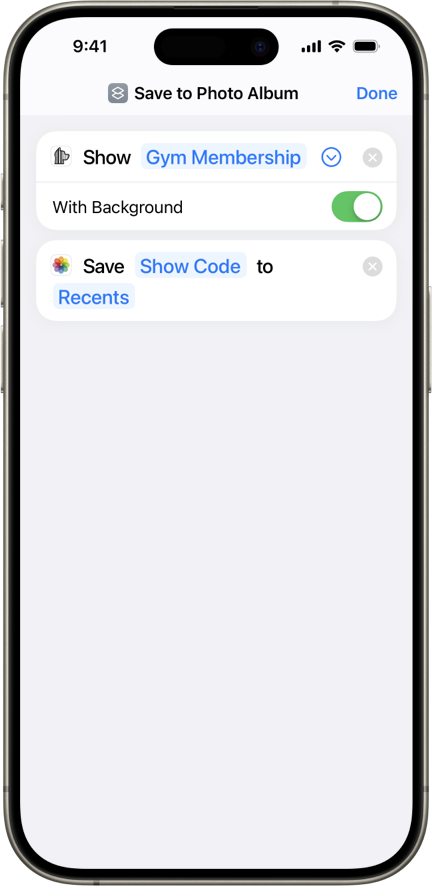 9:41
Save to Photo Album Done
Show Gym Membership
With Background
Save Show Code to
Recents